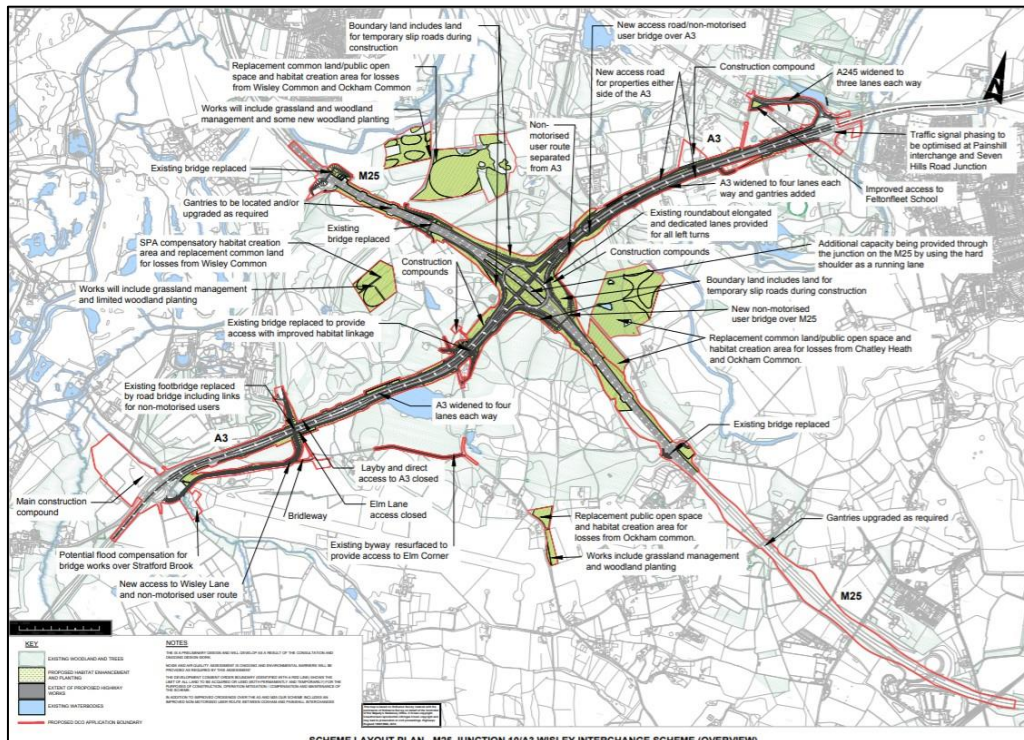 Boundary land includes land
for temporary slip roads during
construction
New access road/non-motorised
user bridge over A3
Replacement common land/public open
space and habitat creation area for losses
from Wisley Common and Ockham Common
New access road
for properties either
side of the A3
Construction compound
A245 widened to
three lanes each way
Works will include grassland and woodland
management and some new woodland planting
Non-
motorised
user route
separated
from A3
A3
Traffic signal phasing to
be optimised at Painshill
interchange and Seven
Hills Road Junction
Existing bridge replaced
M25
A3 widened to four lanes each
way and gantries added
Improved access to
Feltonfleet School
Gantries to be located and/or
upgraded as required
Existing roundabout elongated
and dedicated lanes provided
for all left turns
Existing
bridge replaced
SPA compensatory habitat creation
area and replacement common land
for losses from Wisley Common
Construction
compounds
Construction compounds
Additional capacity being provided through
the junction on the M25 by using the hard
shoulder as a running lane
Works will include grassland management
and limited woodland planting
Boundary land includes land for
temporary slip roads during construction
New non-motorised
user bridge over M25
Existing bridge replaced to provide
access with improved habitat linkage
Replacement common land/public open space and
habitat creation area for losses from Chatley Heath
and Ockham Common.
Existing footbridge replaced
by road bridge including links
for non-motorised users
A3 widened to four
lanes each way
Existing bridge replaced
A3
Layby and direct
access to A3 closed
Main construction
compound
Elm Lane
access closed
Bridleway
Replacement public open space
and habitat creation area for
losses from Ockham common.
Gantries upgraded as required
Potential flood compensation for
bridge works over Stratford Brook
Existing byway resurfaced to
provide access to Elm Corner
Works include grassland management
and woodland planting
New access to Wisley Lane
and non-motorised user route
M25
KEY
EXISTING WOODLAND AND TREES
PROPOSED HABITAT ENHANCEMENT
AND PLANTING
EXTENT OF PROPOSED HIGHWAY
WORKS
EXISTING WATERBODIES
PROPOSED DCO APPLICATION BOUNDARY
NOTES
SCHEME LAYOUT PLAN - M25 JUNCTION 10/A3 WISLEY INTERCHANGE SCHEME (OVERVIEW)